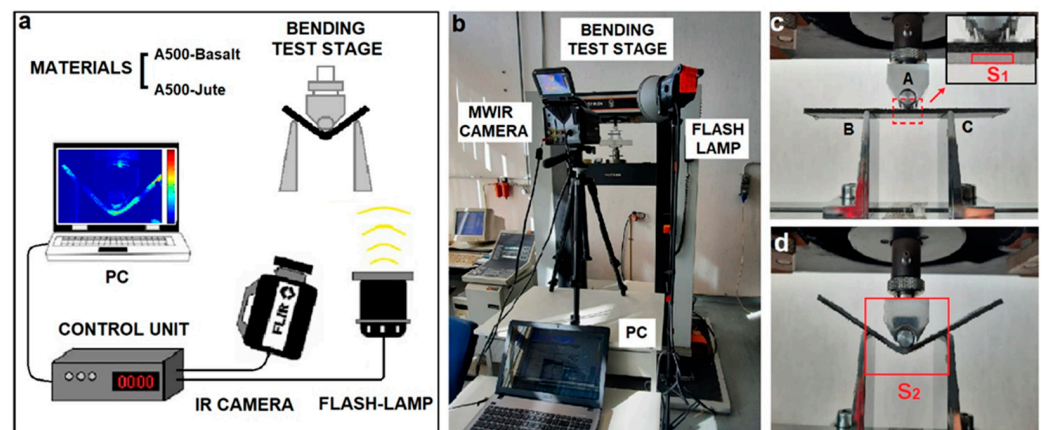 a
MATERIALS
A500-Basalt
A500-Jute
BENDING
TEST STAGE
PC
FLIR
CONTROL UNIT
0000
IR CAMERA
FLASH-LAMP
b
BENDING
TEST STAGE
MWIR
CAMERA
FLASH
LAMP
PC
c
A
S1
B
C
d
S2